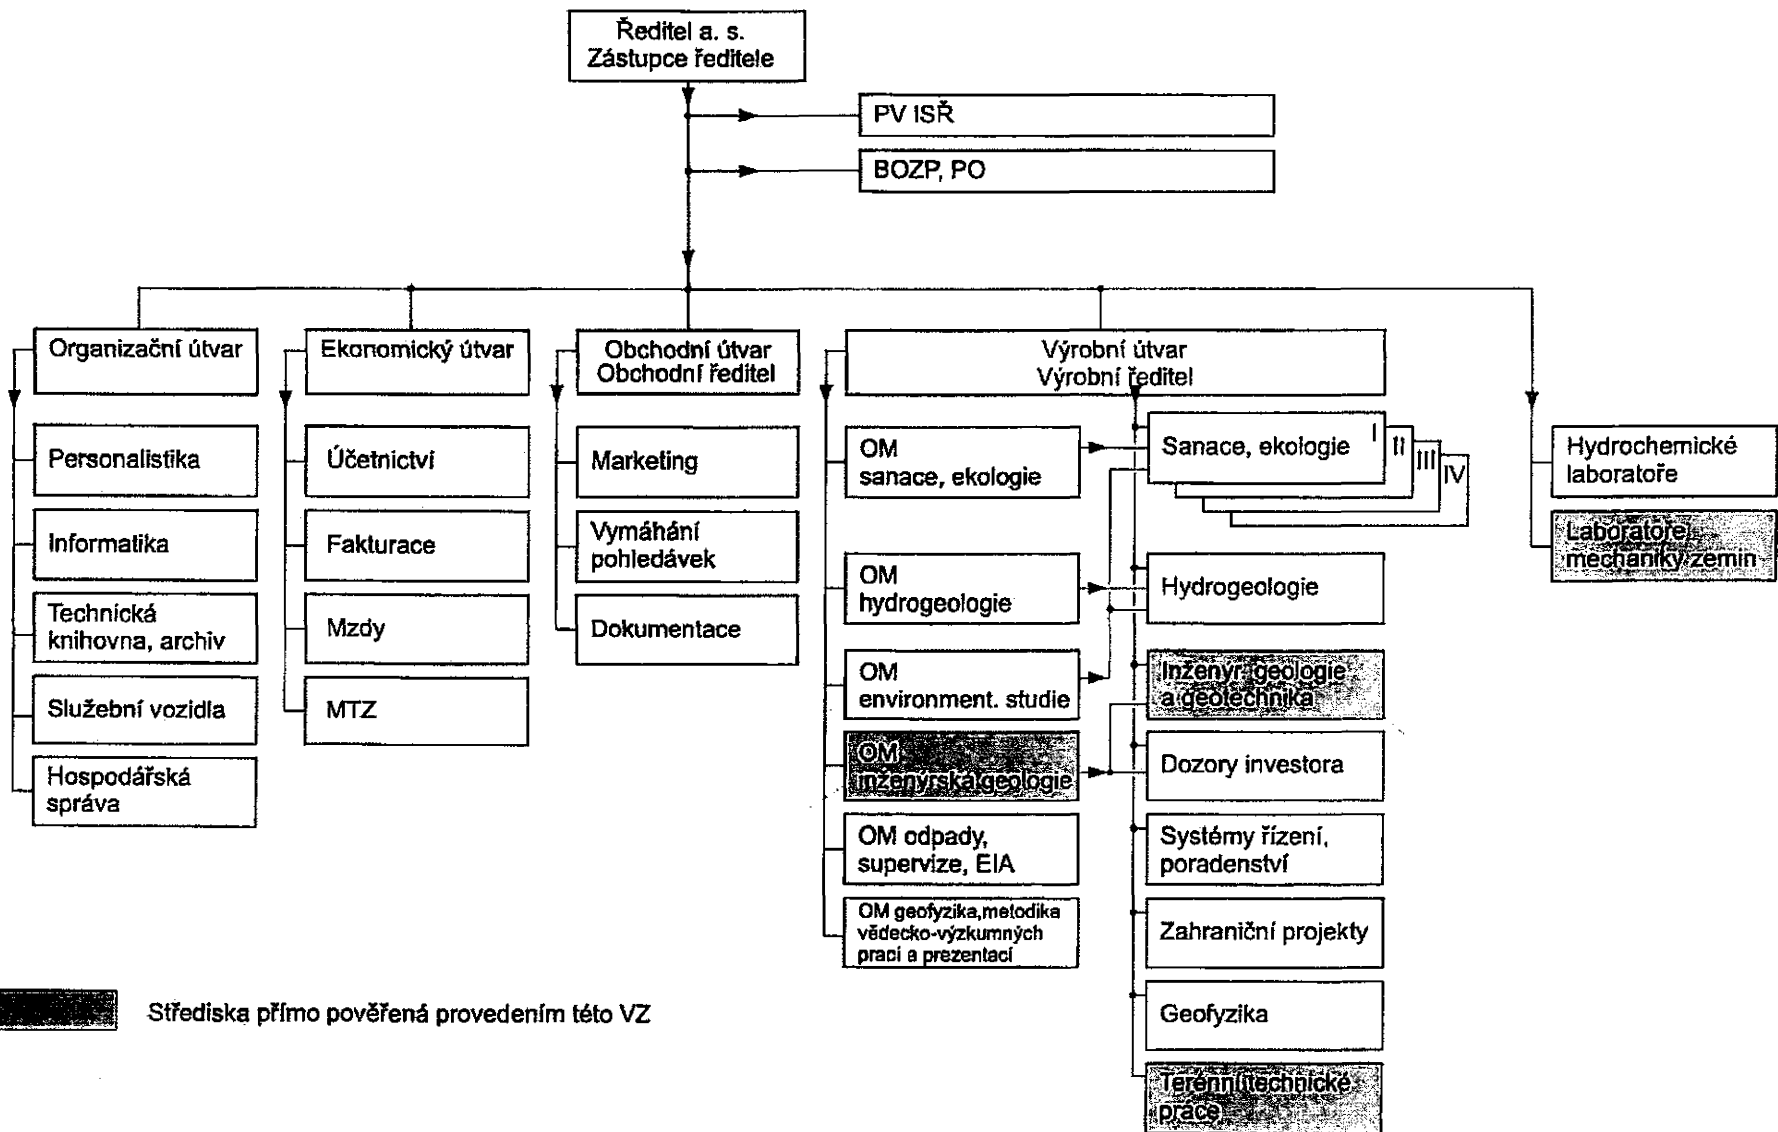 Ředitel a. s.
Zástupce ředitele
PV ISŘ
BOZP, PO
Organizační útvar
Personalistika
Informatika
Technická
knihovna, archiv
Služební vozidla
Hospodářská
správa
Ekonomický útvar
Účetnictví
Fakturace
Mzdy
MTZ
Obchodní útvar
Obchodní ředitel
Marketing
Vymáhání
pohledávek
Dokumentace
Výrobní útvar
Výrobní ředitel
OM
sanace, ekologie
OM
hydrogeologie
OM
environment. studie
OM
inženýrská geologie
OM odpady,
supervize, EIA
OM geofyzika,metodika
vědecko-výzkumných
prací a prezentací
Sanace, ekologie I
II
III
IV
Hydrogeologie
Inženýr. geologie
a geotechnika
Dozory investora
Systémy řízení,
poradenství
Zahraniční projekty
Geofyzika
Terénní technické
práce
Hydrochemické
laboratoře
Laboratoře
mechaniky zemin
Střediska přímo pověřená provedením této VZ